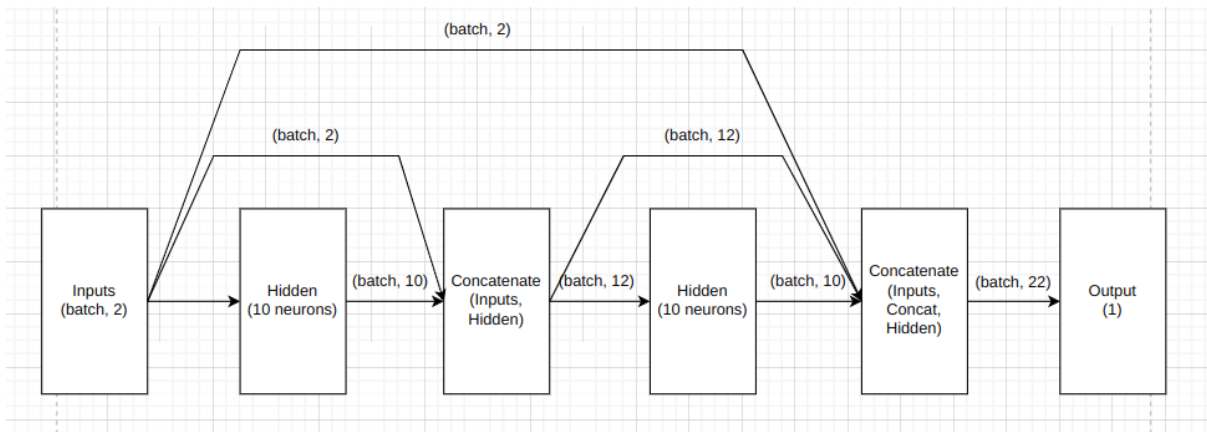 (batch, 2)
(batch, 2)
(batch, 12)
Inputs
(batch, 2)
Hidden
(10 neurons)
(batch, 10)
Concatenate
(Inputs,
Hidden)
(batch, 12)
Hidden
(10 neurons)
(batch, 10)
Concatenate
(Inputs,
Concat,
Hidden)
(batch, 22)
Output
(1)